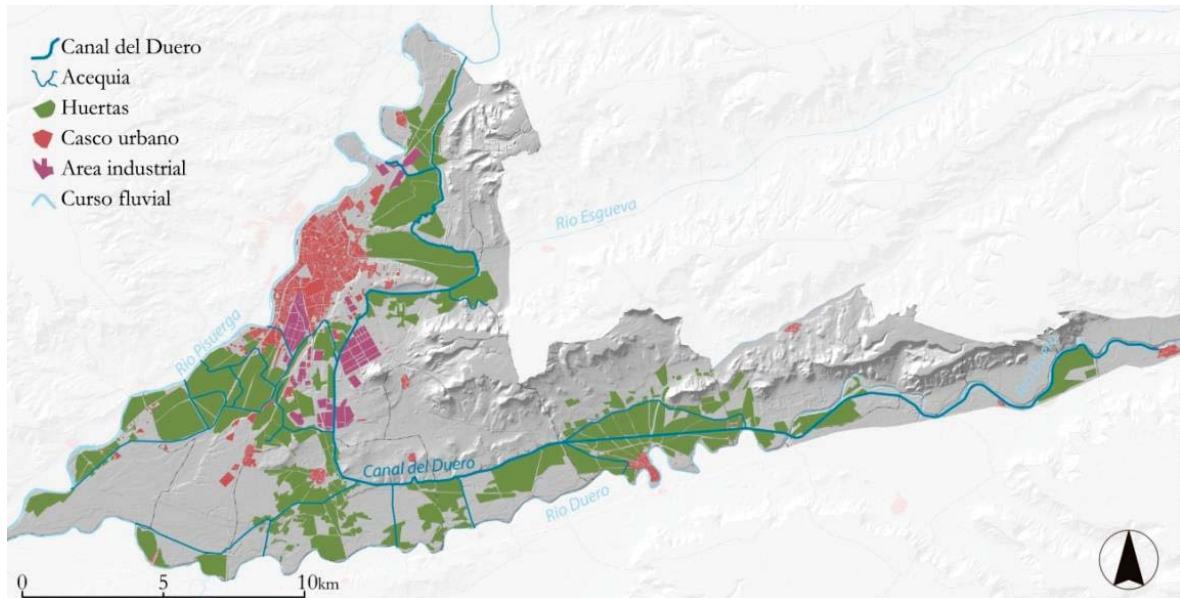 Canal del Duero
Acequia
Huertas
Casco urbano
Area industrial
Curso fluvial
Río Esgueva
Río Pisuerga
Canal del Duero
Río Duero
0 5 10km